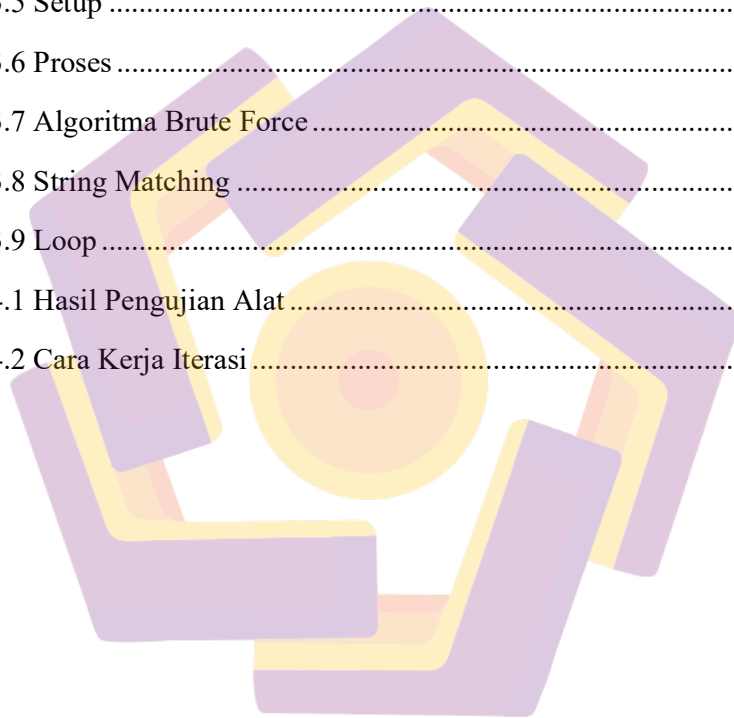 .5 Setup ........................................................................
.6 Proses ........................................................................
.7 Algoritma Brute Force ........................................................
.8 String Matching ..............................................................
.9 Loop ..........................................................................
.1 Hasil Pengujian Alat .........................................................
.2 Cara Kerja Iterasi ............................................................